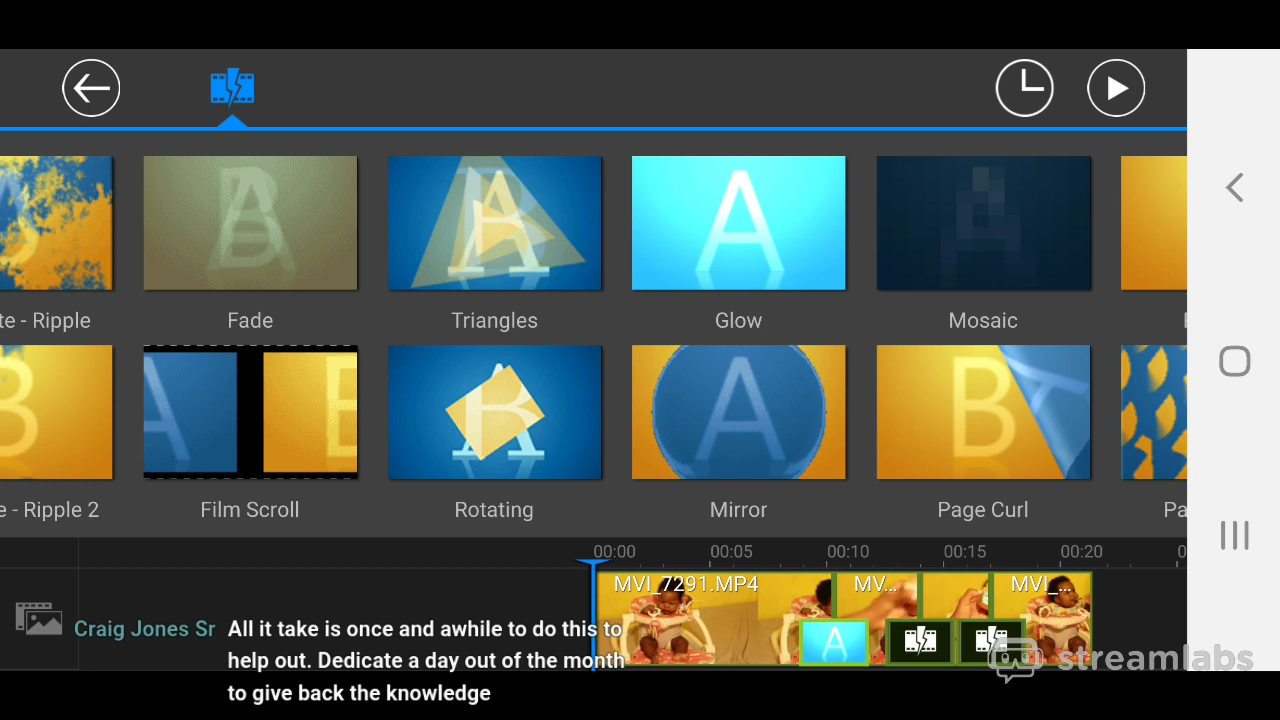 te - Ripple
Fade
Triangles
Glow
Mosaic
e - Ripple 2
Film Scroll
Rotating
Mirror
Page Curl
Pa
00:00 00:05 00:10 00:15 00:20
MVI_7291.MP4 MV... MVI_...
Craig Jones Sr All it take is once and awhile to do this to
help out. Dedicate a day out of the month
to give back the knowledge
streamlabs